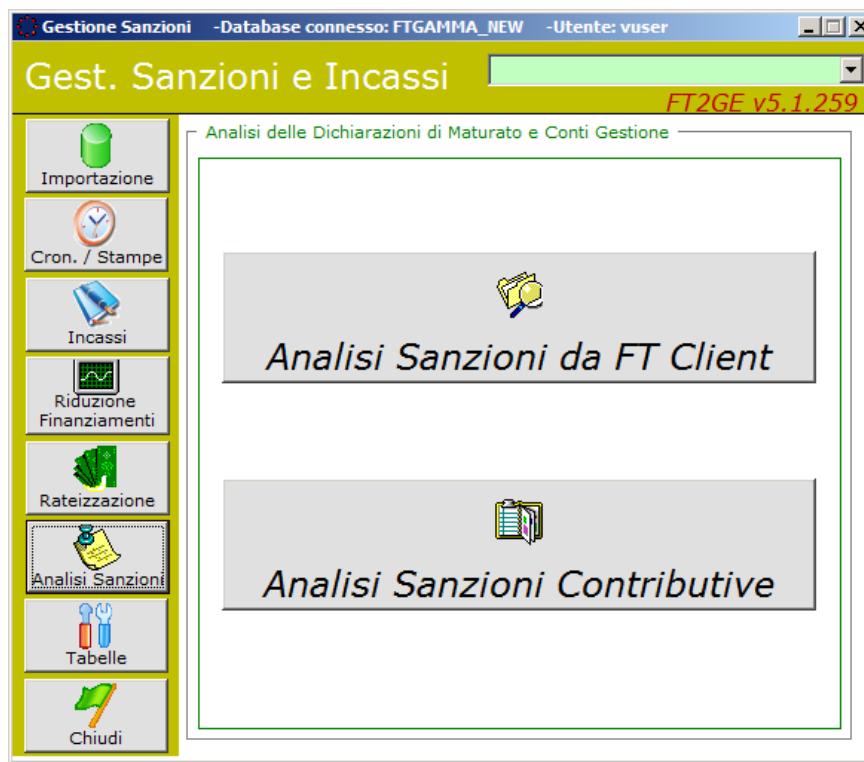 Gestione Sanzioni -Database connesso: FTGAMMA_NEW -Utente: vuser
Gest. Sanzioni e Incassi
FT2GE v5.1.259
Importazione
Cron. / Stampe
Incassi
Riduzione
Finanziamenti
Rateizzazione
Analisi Sanzioni
Tabelle
Chiudi
Analisi delle Dichiarazioni di Maturato e Conti Gestione
Analisi Sanzioni da FT Client
Analisi Sanzioni Contributive